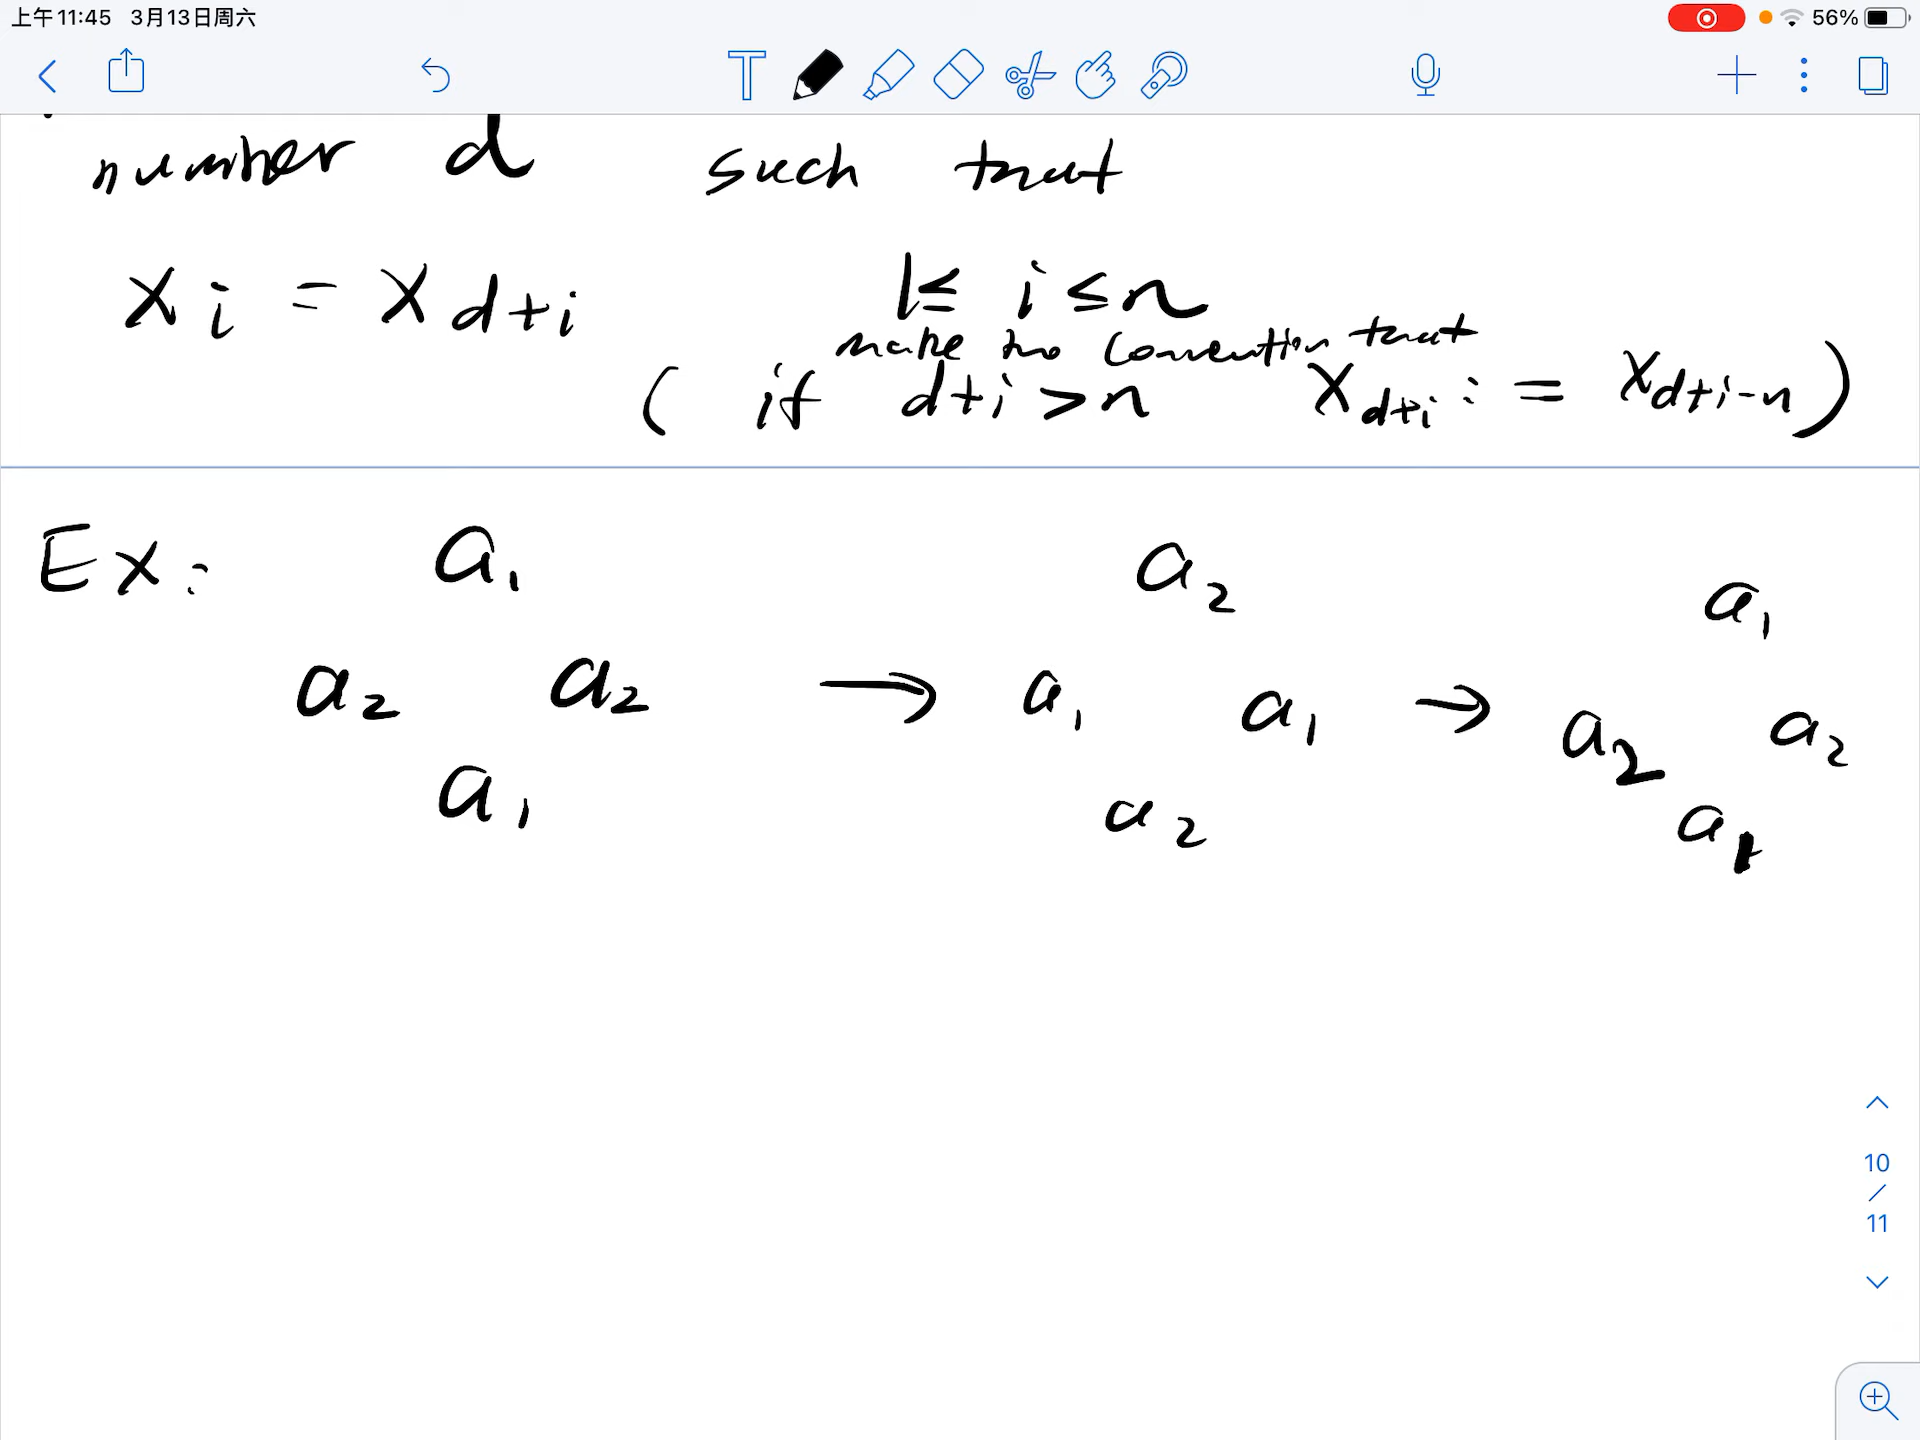 上午11:45 3月13日周六 56%
T
number d such that
x i = x d+i 1≤ i ≤n
make the convention that
( if d+i >n x d+i := x d+i-n )
Ex: a1 a2 a1
a2 a2 → a1 a1 → a2 a2
a1 a2 a1
10
/
11